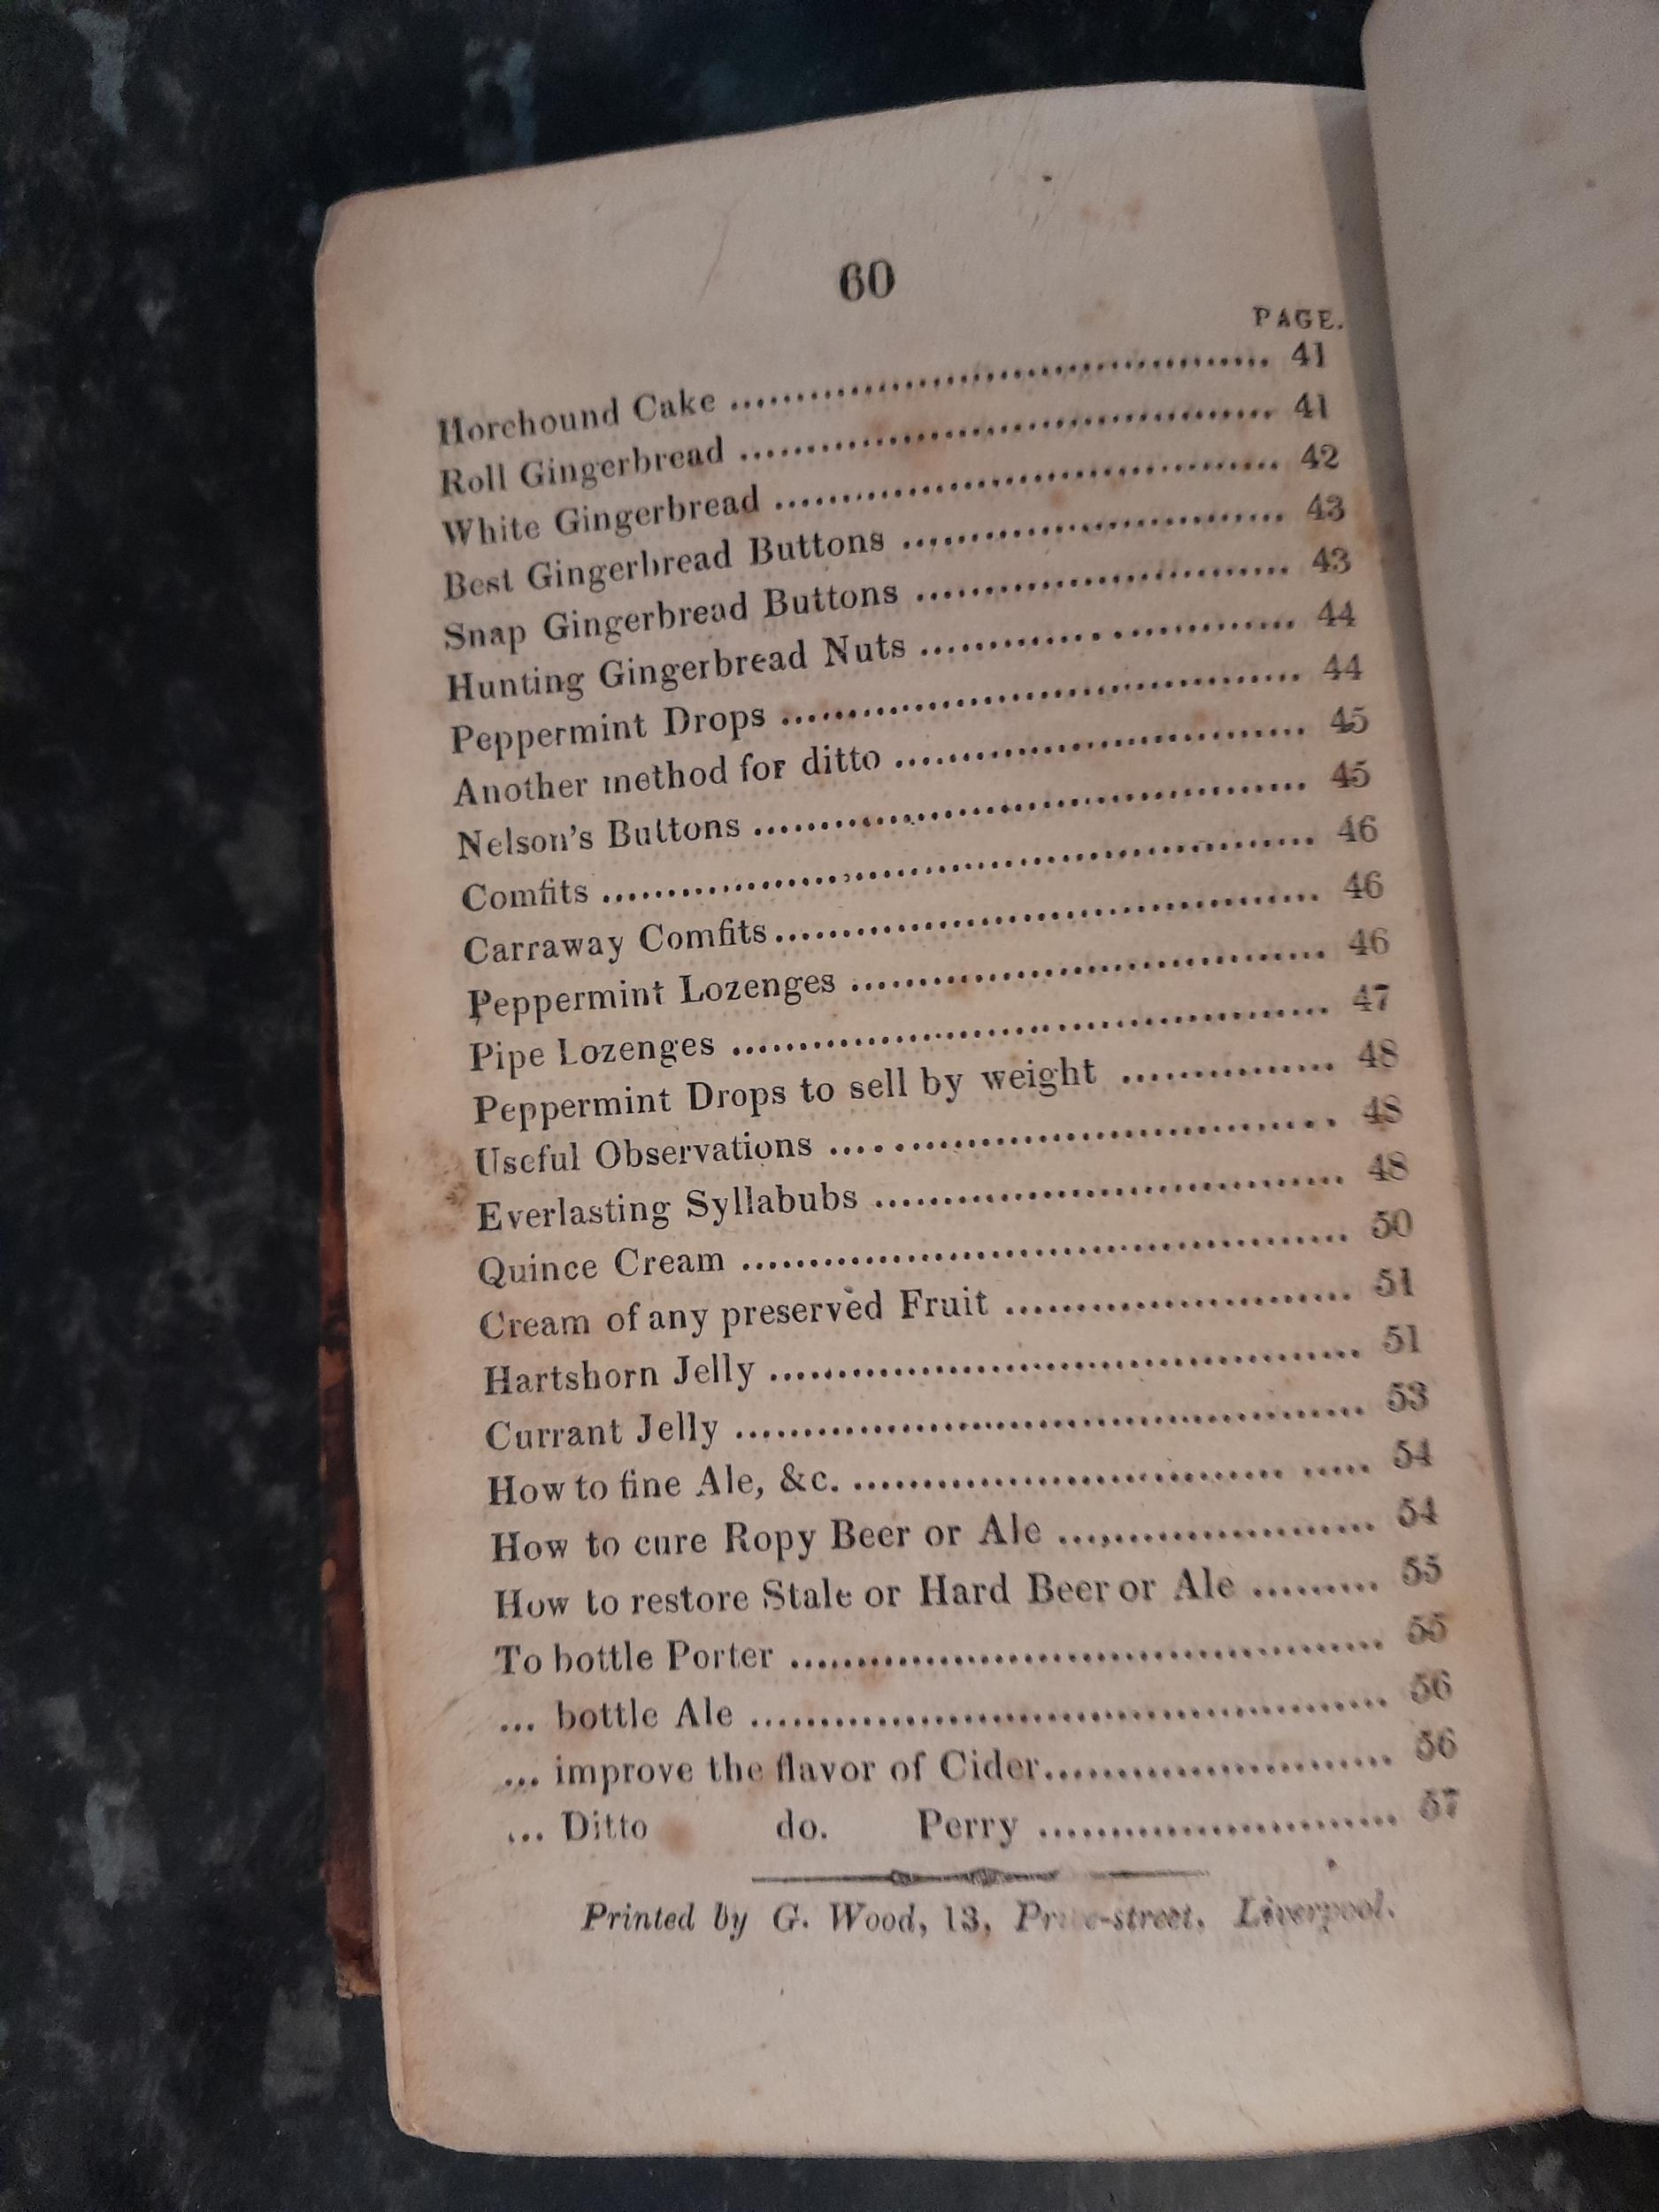 60
PAGE.
Horehound Cake ........................................ 41
Roll Gingerbread ........................................ 41
White Gingerbread ...................................... 42
Best Gingerbread Buttons ............................. 43
Snap Gingerbread Buttons ............................ 43
Hunting Gingerbread Nuts ............................ 44
Peppermint Drops ....................................... 44
Another method for ditto ............................... 45
Nelson's Buttons ......................................... 45
Comfits ..................................................... 46
Carraway Comfits ........................................ 46
Peppermint Lozenges ................................... 46
Pipe Lozenges ............................................ 47
Peppermint Drops to sell by weight ................ 48
Useful Observations ..................................... 48
Everlasting Syllabubs ................................... 48
Quince Cream ............................................. 50
Cream of any preserved Fruit .......................... 51
Hartshorn Jelly ........................................... 51
Currant Jelly .............................................. 53
How to fine Ale, &c. ..................................... 54
How to cure Ropy Beer or Ale ........................ 54
How to restore Stale or Hard Beer or Ale ......... 55
To bottle Porter ........................................... 55
... bottle Ale .............................................. 56
... improve the flavor of Cider......................... 56
... Ditto do. Perry .......................... 57
Printed by G. Wood, 13, Liverpool.